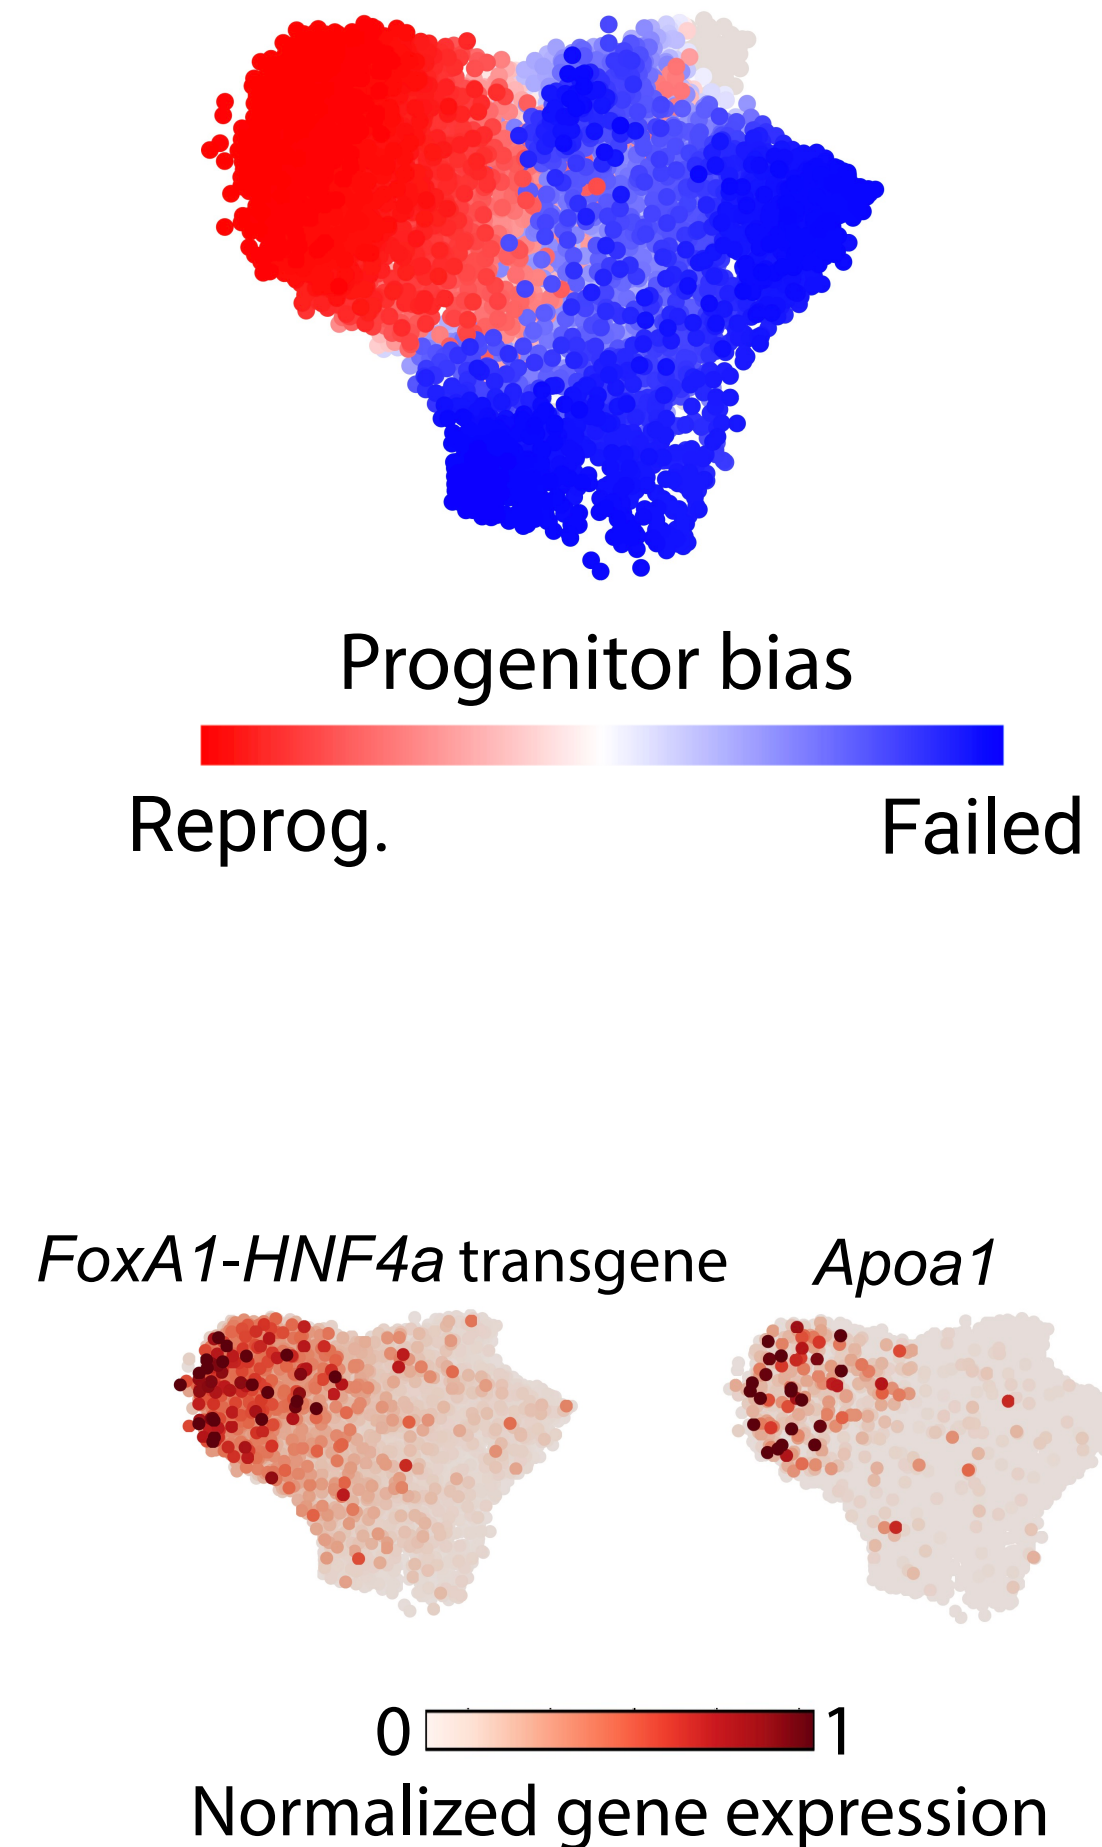 Progenitor bias
Reprog. Failed
FoxA1-HNF4a transgene Apoa1
0 1
Normalized gene expression